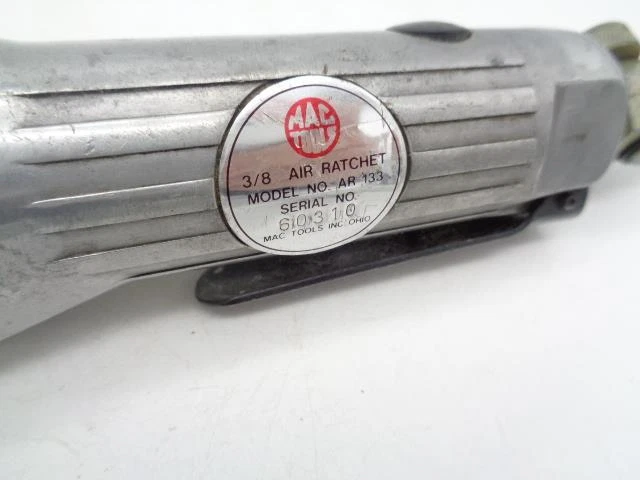 MAC
TOOLS
3/8 AIR RATCHET
MODEL NO. AR 133
SERIAL NO.
60310
MAC TOOLS INC. OHIO